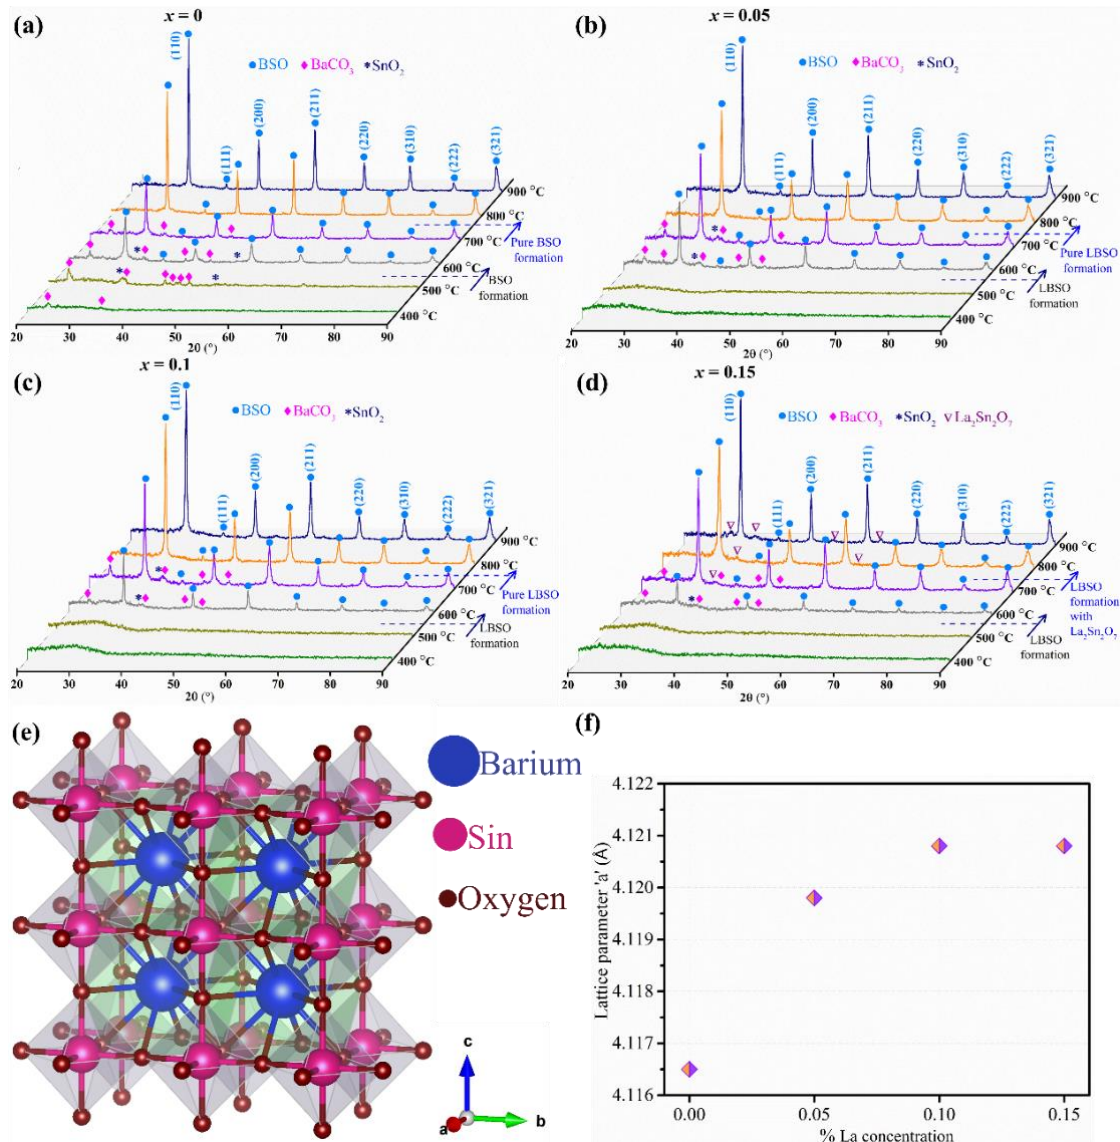 (a)
x = 0
BSO BaCO3 *SnO2
(110)
(111)
(200)
(211)
(220)
(310)
(222)
(321)
900 °C
800 °C
700 °C
600 °C
500 °C
400 °C
Pure BSO
formation
BSO
formation
20 30 40 50 60 70 80 90
2θ (°)
(b)
x = 0.05
BSO BaCO3 *SnO2
(110)
(111)
(200)
(211)
(220)
(310)
(222)
(321)
900 °C
800 °C
700 °C
600 °C
500 °C
400 °C
Pure LBSO
formation
LBSO
formation
20 30 40 50 60 70 80 90
2θ (°)
(c)
x = 0.1
BSO BaCO3 *SnO2
(110)
(111)
(200)
(211)
(220)
(310)
(222)
(321)
900 °C
800 °C
700 °C
600 °C
500 °C
400 °C
Pure LBSO
formation
LBSO
formation
20 30 40 50 60 70 80 90
2θ (°)
(d)
x = 0.15
BSO BaCO3 *SnO2 ∇La2Sn2O7
(110)
(111)
(200)
(211)
(220)
(310)
(222)
(321)
900 °C
800 °C
700 °C
600 °C
500 °C
400 °C
LBSO
formation
with
La2Sn2O7
LBSO
formation
20 30 40 50 60 70 80 90
2θ (°)
(e)
Barium
Sin
Oxygen
c
a
b
(f)
Lattice parameter 'a' (Å)
4.122
4.121
4.120
4.119
4.118
4.117
4.116
0.00 0.05 0.10 0.15
% La concentration